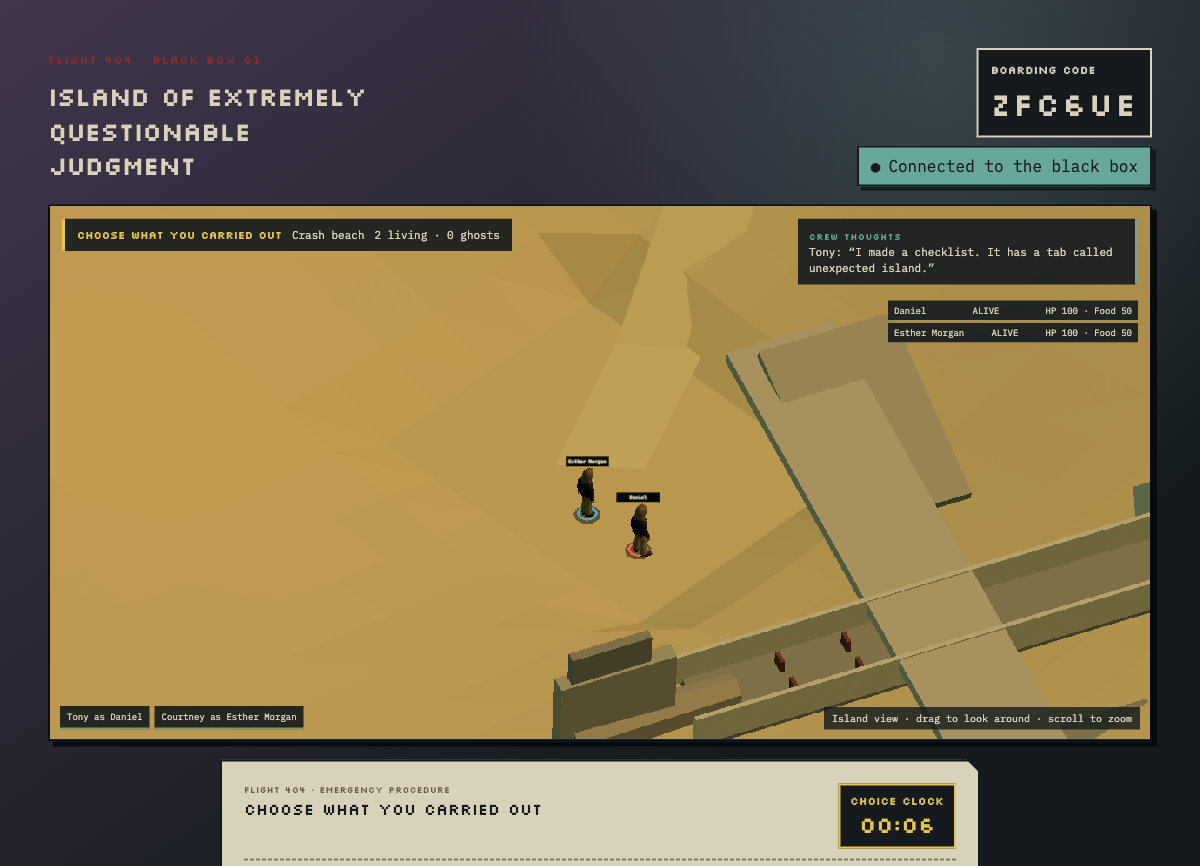 FLIGHT 404 · BLACK BOX 01
ISLAND OF EXTREMELY
QUESTIONABLE
JUDGMENT
BOARDING CODE
ZFC6UE
● Connected to the black box
CHOOSE WHAT YOU CARRIED OUT Crash beach 2 living · 0 ghosts
CREW THOUGHTS
Tony: “I made a checklist. It has a tab called
unexpected island.”
Daniel ALIVE HP 100 · Food 50
Esther Morgan ALIVE HP 100 · Food 50
Esther Morgan
Daniel
Tony as Daniel Courtney as Esther Morgan
Island view · drag to look around · scroll to zoom
FLIGHT 404 · EMERGENCY PROCEDURE
CHOOSE WHAT YOU CARRIED OUT
CHOICE CLOCK
00:06